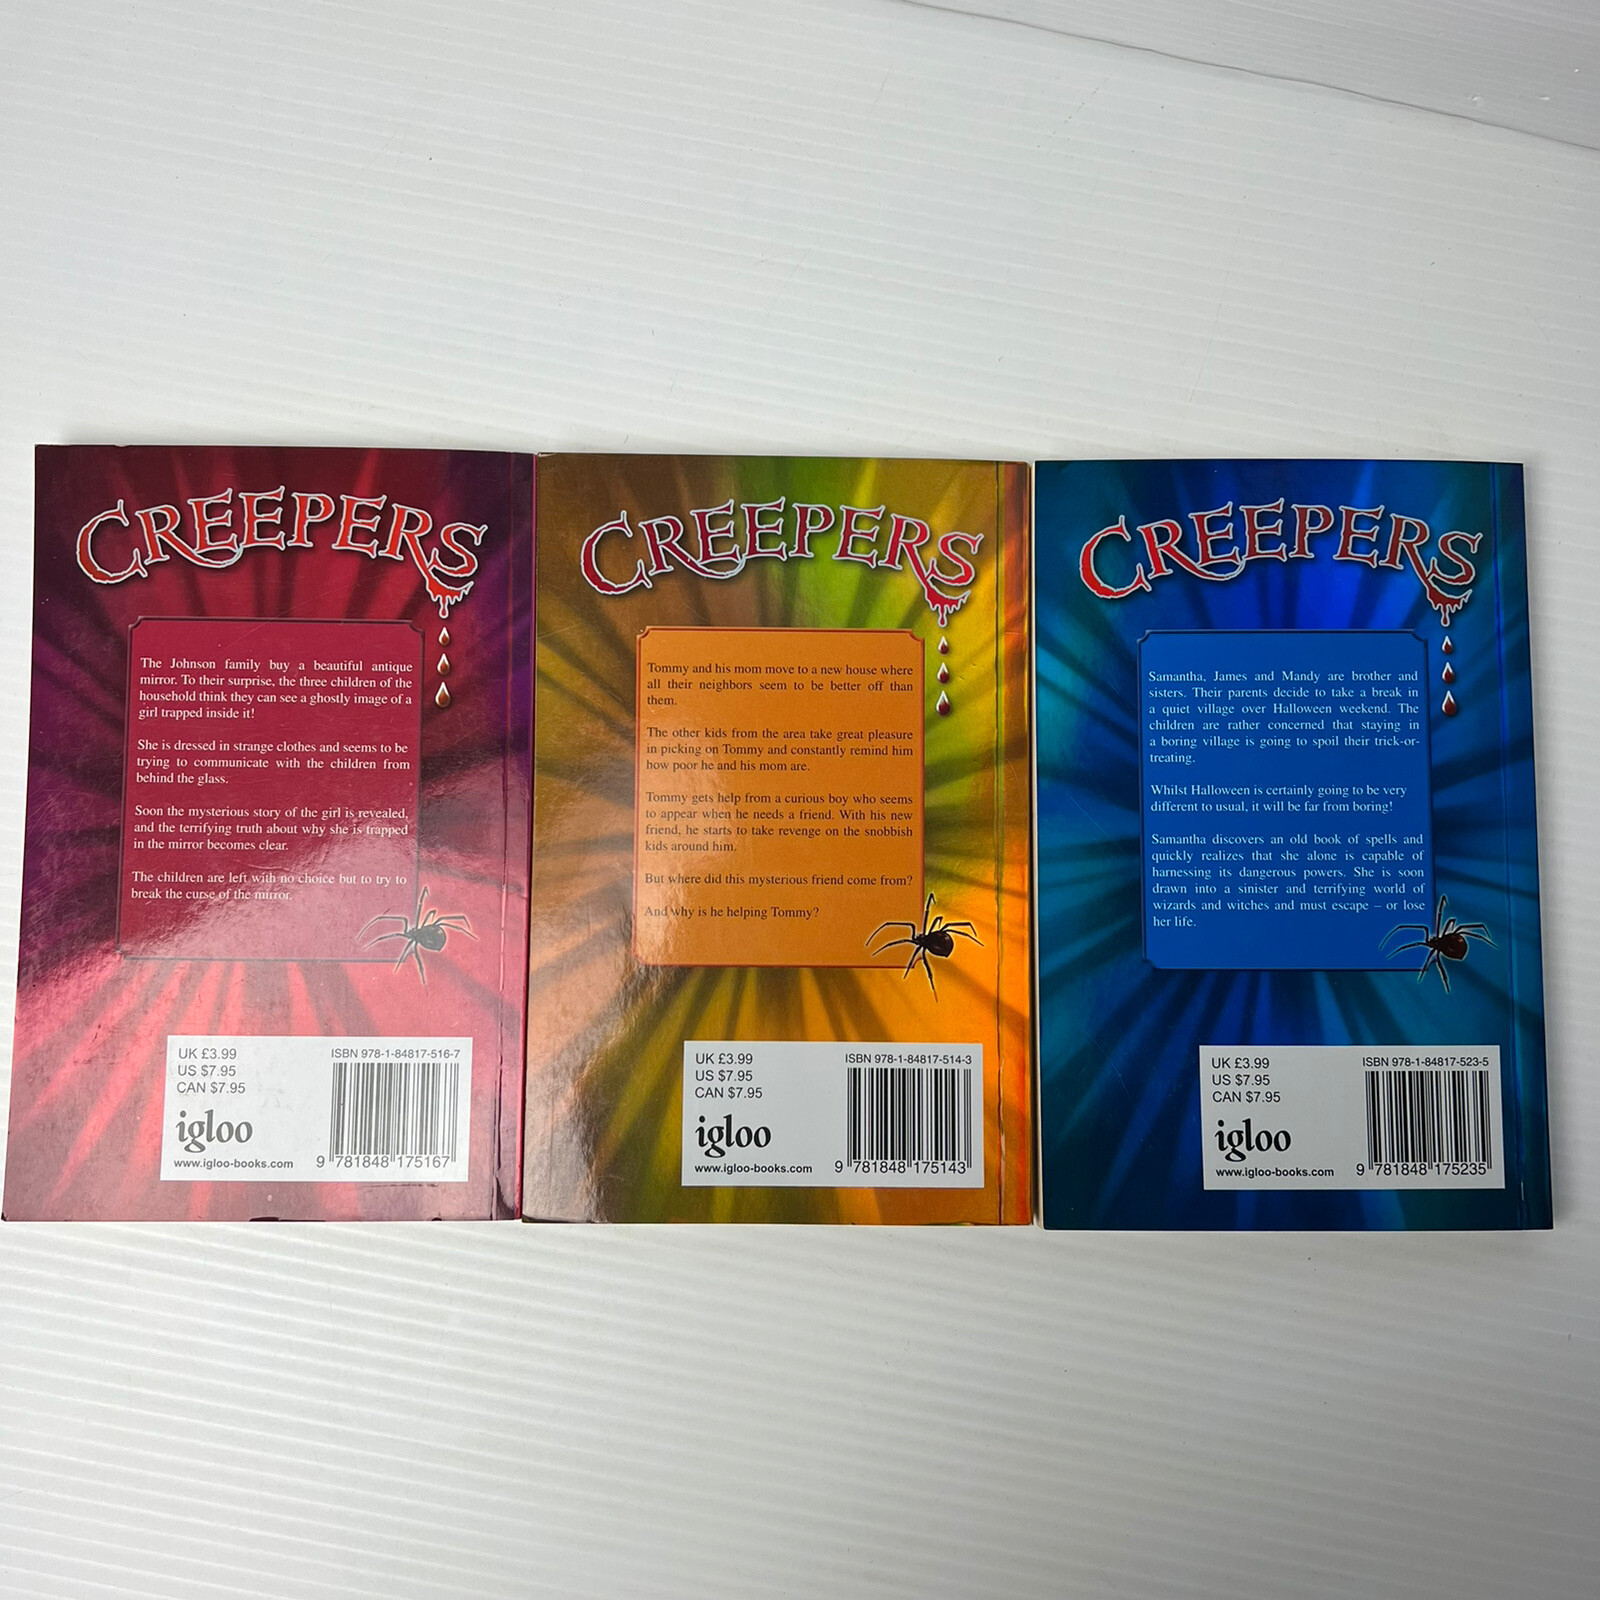 CREEPERS
The Johnson family buy a beautiful antique
mirror. To their surprise, the three children of the
household think they can see a ghostly image of a
girl trapped inside it!
She is dressed in strange clothes and seems to be
trying to communicate with the children from
behind the glass.
Soon the mysterious story of the girl is revealed,
and the terrifying truth about why she is trapped
in the mirror becomes clear.
The children are left with no choice but to try to
break the curse of the mirror.
UK £3.99
US $7.95
CAN $7.95
igloo
www.igloo-books.com
ISBN 978-1-84817-516-7
9 781848 175167
CREEPERS
Tommy and his mom move to a new house where
all their neighbors seem to be better off than
them.
The other kids from the area take great pleasure
in picking on Tommy and constantly remind him
how poor he and his mom are.
Tommy gets help from a curious boy who seems
to appear when he needs a friend. With his new
friend, he starts to take revenge on the snobbish
kids around him.
But where did this mysterious friend come from?
And why is he helping Tommy?
UK £3.99
US $7.95
CAN $7.95
igloo
www.igloo-books.com
ISBN 978-1-84817-514-3
9 781848 175143
CREEPERS
Samantha, James and Mandy are brother and
sisters. Their parents decide to take a break in
a quiet village over Halloween weekend. The
children are rather concerned that staying in
a boring village is going to spoil their trick-or-
treating.
Whilst Halloween is certainly going to be very
different to usual, it will be far from boring!
Samantha discovers an old book of spells and
quickly realizes that she alone is capable of
harnessing its dangerous powers. She is soon
drawn into a sinister and terrifying world of
wizards and witches and must escape – or lose
her life.
UK £3.99
US $7.95
CAN $7.95
igloo
www.igloo-books.com
ISBN 978-1-84817-523-5
9 781848 175235